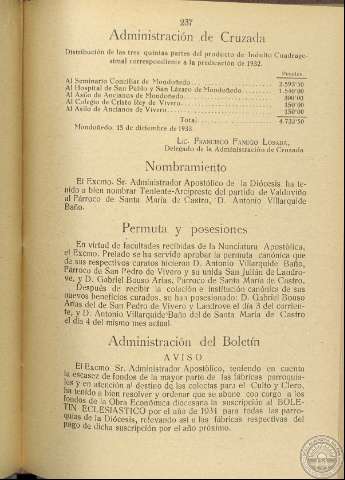 237
Administración de Cruzada
Distribución de las tres quintas partes del producto de Indulto Cuadrage-
simal correspondiente a la predicación de 1932.
Pesetas
Al Seminario Conciliar de Mondoñedo
Al Hospital de San Pablo y San Lázaro de Mondoñedo
Al Asilo de Ancianos de Mondoñedo
Al Colegio de Cristo Rey de Vivero
Al Asilo de Ancianos de Vivero
Total
Mondoñedo, 15 de diciembre de 1933.
Lic. Francisco Fanego Losada,
Delegado de la Administración de Cruzada
Nombramiento
El Excmo. Sr. Administrador Apostólico de la Diócesis, ha te-
nido a bien nombrar Teniente-Arcipreste del partido de Valdoviño
al Párroco de Santa María de Castro, D. Antonio Villarquide
Baño.
Permuta y posesiones
En virtud de facultades recibidas de la Nunciatura Apostólica,
el Excmo. Prelado se ha servido aprobar la permuta canónica que
de sus respectivos curatos hicieron D. Antonio Villarquide Baño,
Párroco de San Pedro de Vivero y su unida San Julián de Landro-
ve, y D. Gabriel Bouso Arias, Párroco de Santa María de Castro.
Después de recibir la colación e institución canónica de sus
nuevos beneficios curados, se han posesionado: D. Gabriel Bouso
Arias del de San Pedro de Vivero y Landrove el día 3 del corrien-
te, y D. Antonio Villarquide Baño del de Santa María de Castro
el día 4 del mismo mes actual.
Administración del Boletín
AVISO
El Excmo. Sr. Administrador Apostólico, teniendo en cuenta
la escasez de fondos de la mayor parte de las fábricas parroquia-
les y en atención al destino de las colectas para el Culto y Clero,
ha tenido a bien resolver y ordenar que se abone con cargo a los
fondos de la Obra Económica diocesana la suscripción al BOLE-
TIN ECLESIASTICO por el año de 1934 para todas las parro-
quias de la Diócesis, relevando así a las fábricas respectivas del
pago de dicha suscripción por el año próximo.